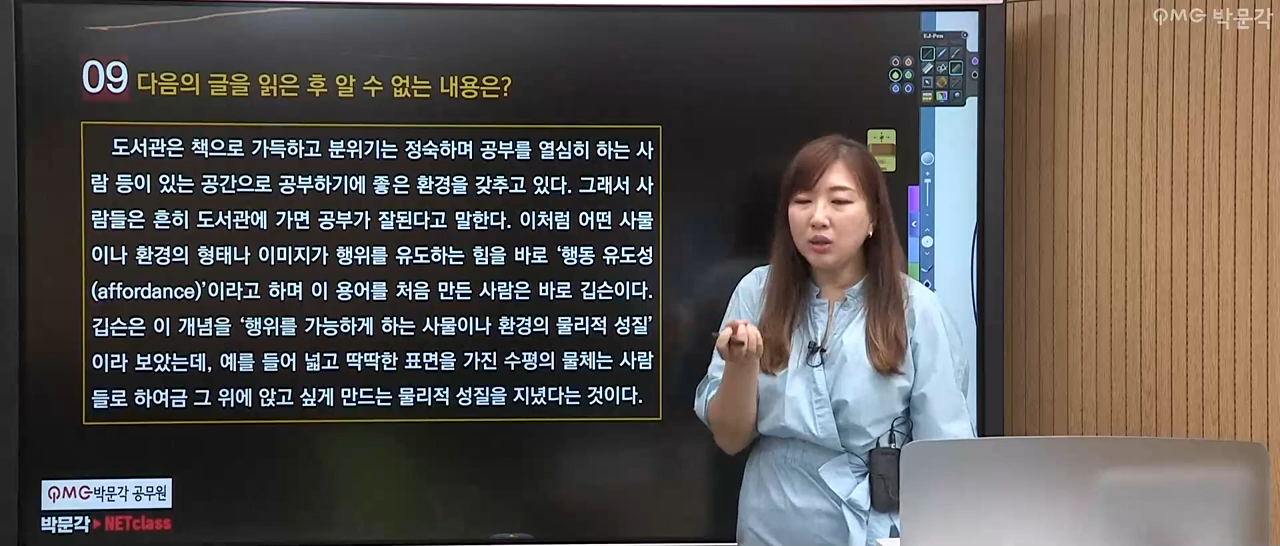 PMG 박문각
EJ-Pen
09 다음의 글을 읽은 후 알 수 없는 내용은?
도서관은 책으로 가득하고 분위기는 정숙하며 공부를 열심히 하는 사
람 등이 있는 공간으로 공부하기에 좋은 환경을 갖추고 있다. 그래서 사
람들은 흔히 도서관에 가면 공부가 잘된다고 말한다. 이처럼 어떤 사물
이나 환경의 형태나 이미지가 행위를 유도하는 힘을 바로 ‘행동 유도성
(affordance)’이라고 하며 이 용어를 처음 만든 사람은 바로 깁슨이다.
깁슨은 이 개념을 ‘행위를 가능하게 하는 사물이나 환경의 물리적 성질’
이라 보았는데, 예를 들어 넓고 딱딱한 표면을 가진 수평의 물체는 사람
들로 하여금 그 위에 앉고 싶게 만드는 물리적 성질을 지녔다는 것이다.
PMG박문각 공무원
박문각 NETclass